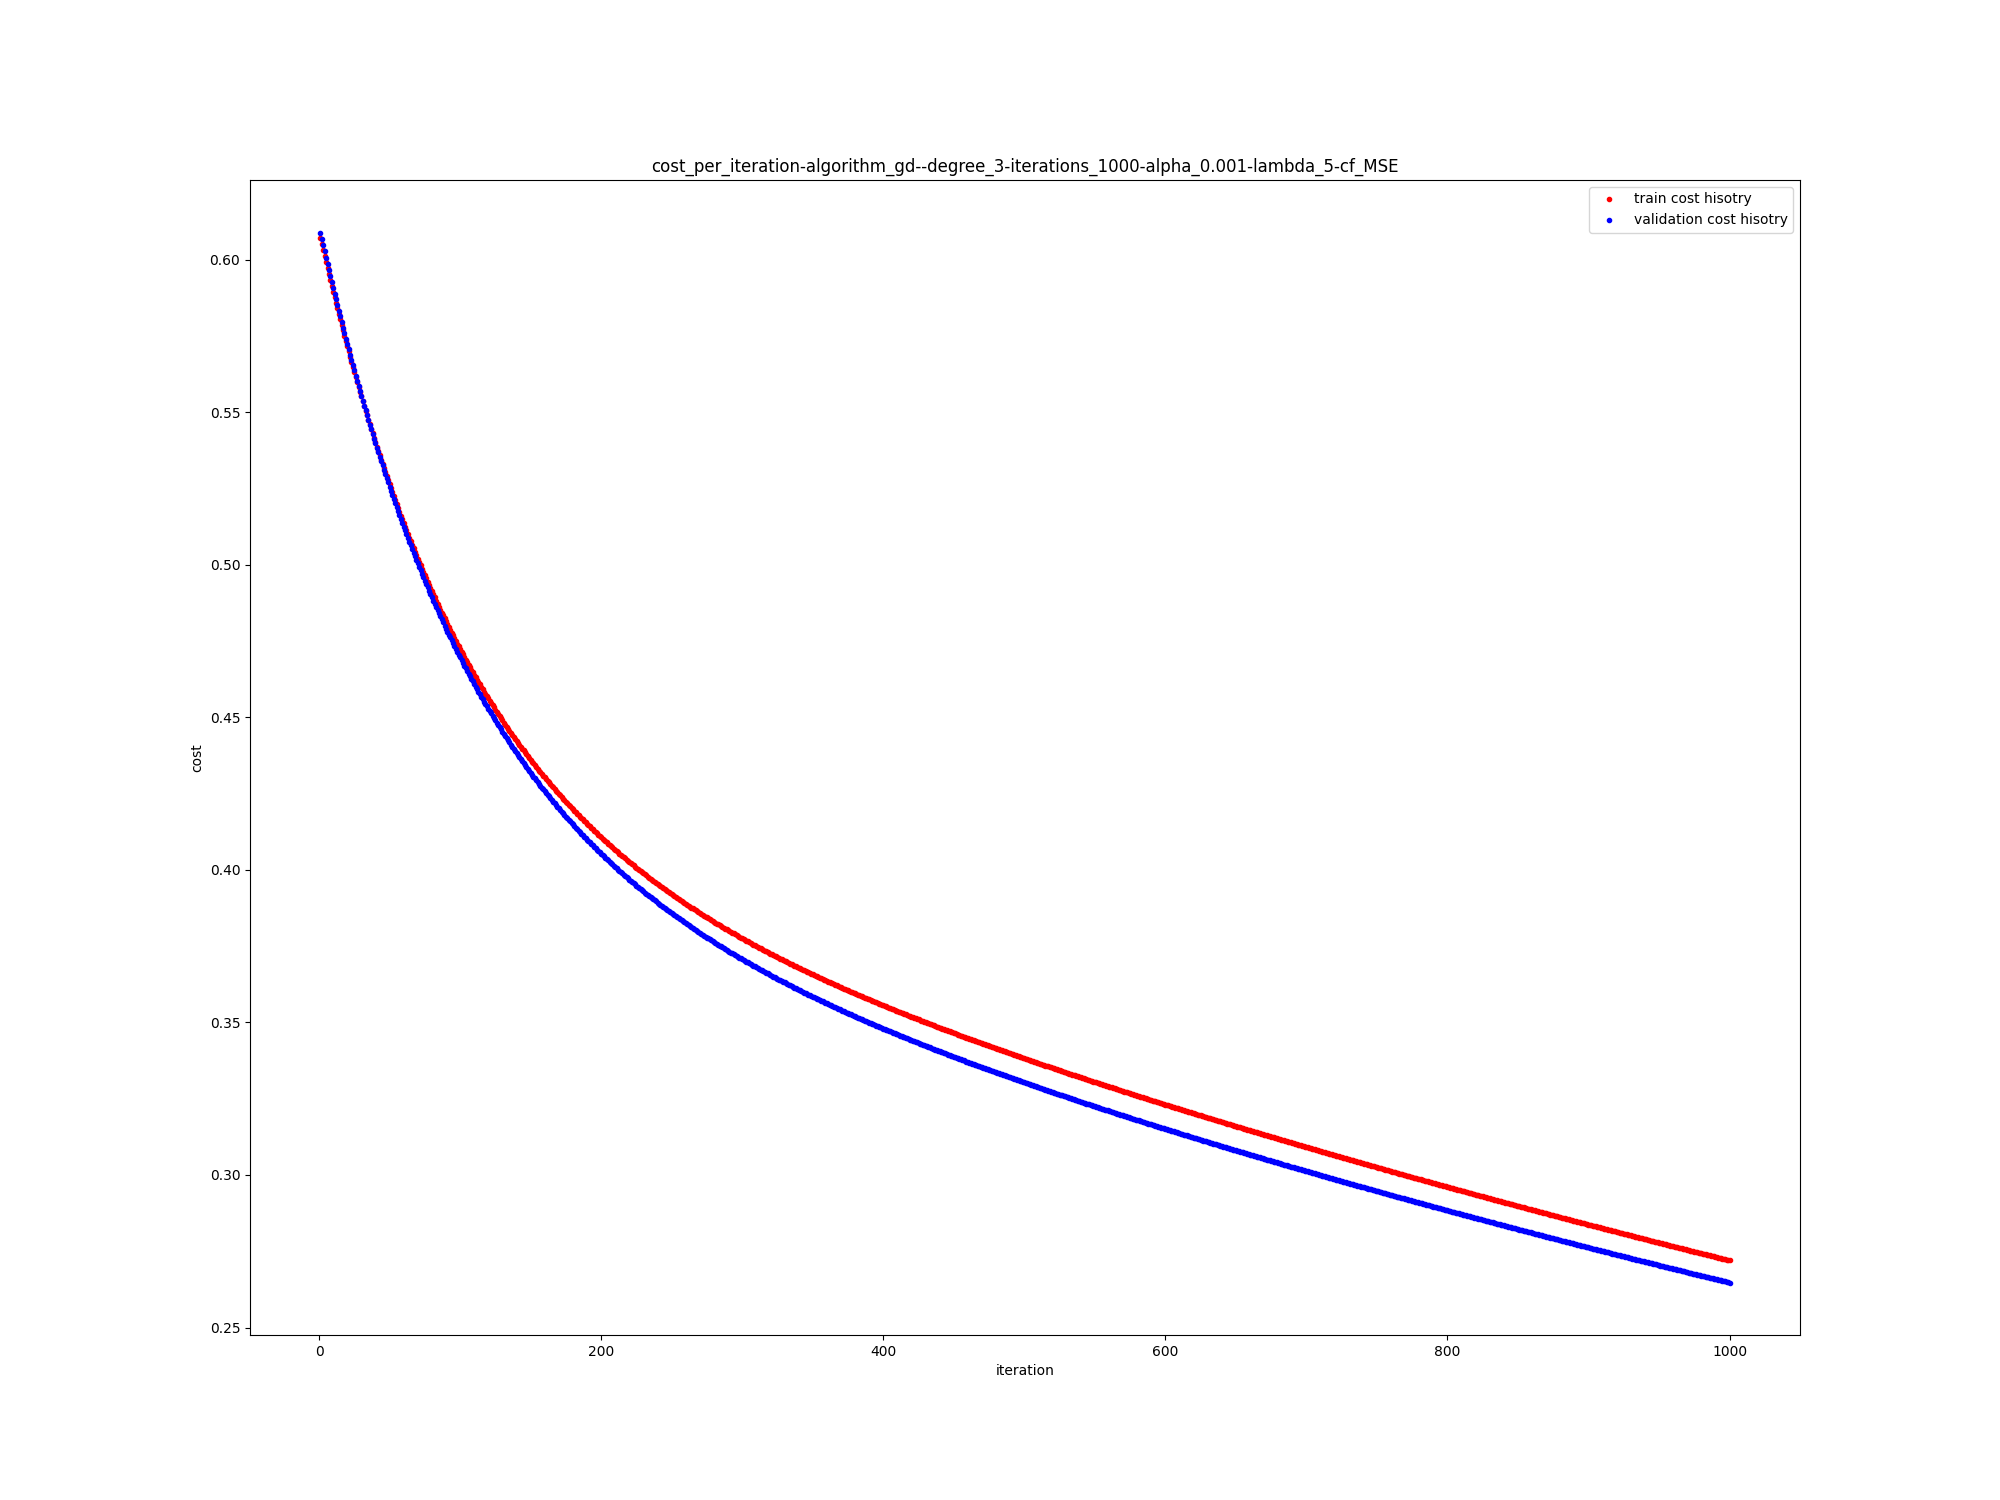 cost_per_iteration-algorithm_gd--degree_3-iterations_1000-alpha_0.001-lambda_5-cf_MSE
train cost hisotry
validation cost hisotry
0.60
0.55
0.50
0.45
0.40
0.35
0.30
0.25
cost
0 200 400 600 800 1000
iteration